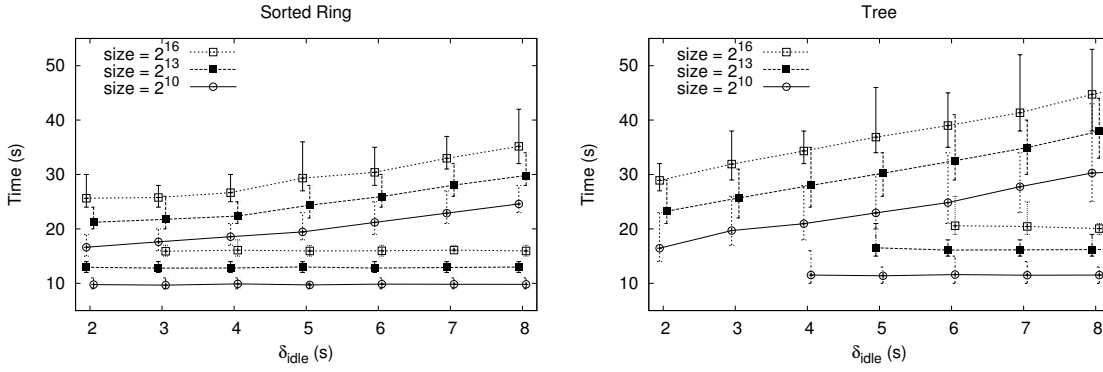 Sorted Ring
size = 2^16
size = 2^13
size = 2^10
Time (s)
50
40
30
20
10
2 3 4 5 6 7 8
δidle (s)
Tree
size = 2^16
size = 2^13
size = 2^10
Time (s)
50
40
30
20
10
2 3 4 5 6 7 8
δidle (s)